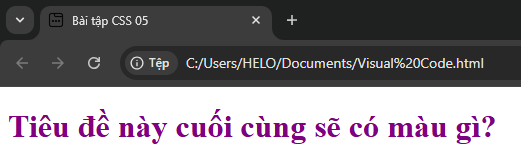 Bài tập CSS 05
Tệp C:/Users/HELO/Documents/Visual%20Code.html
Tiêu đề này cuối cùng sẽ có màu gì?